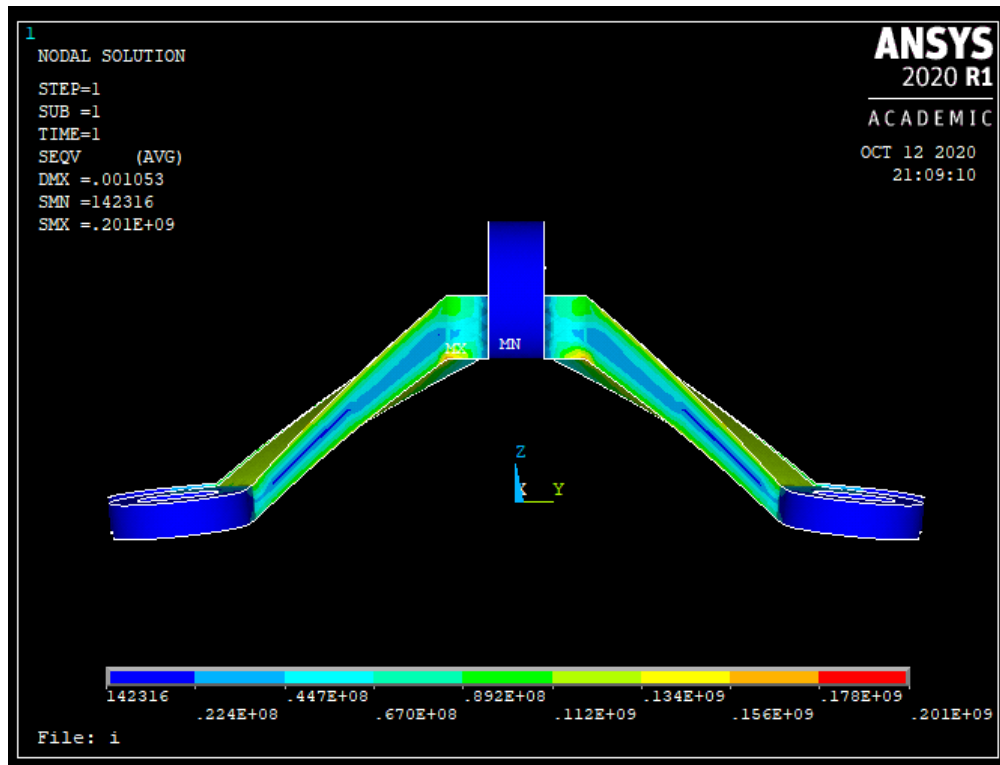 1
NODAL SOLUTION
STEP=1
SUB =1
TIME=1
SEQV (AVG)
DMX =.001053
SMN =142316
SMX =.201E+09
ANSYS
2020 R1
ACADEMIC
OCT 12 2020
21:09:10
MX
MN
Z
X Y
142316 .447E+08 .892E+08 .134E+09 .178E+09
.224E+08 .670E+08 .112E+09 .156E+09 .201E+09
File: i